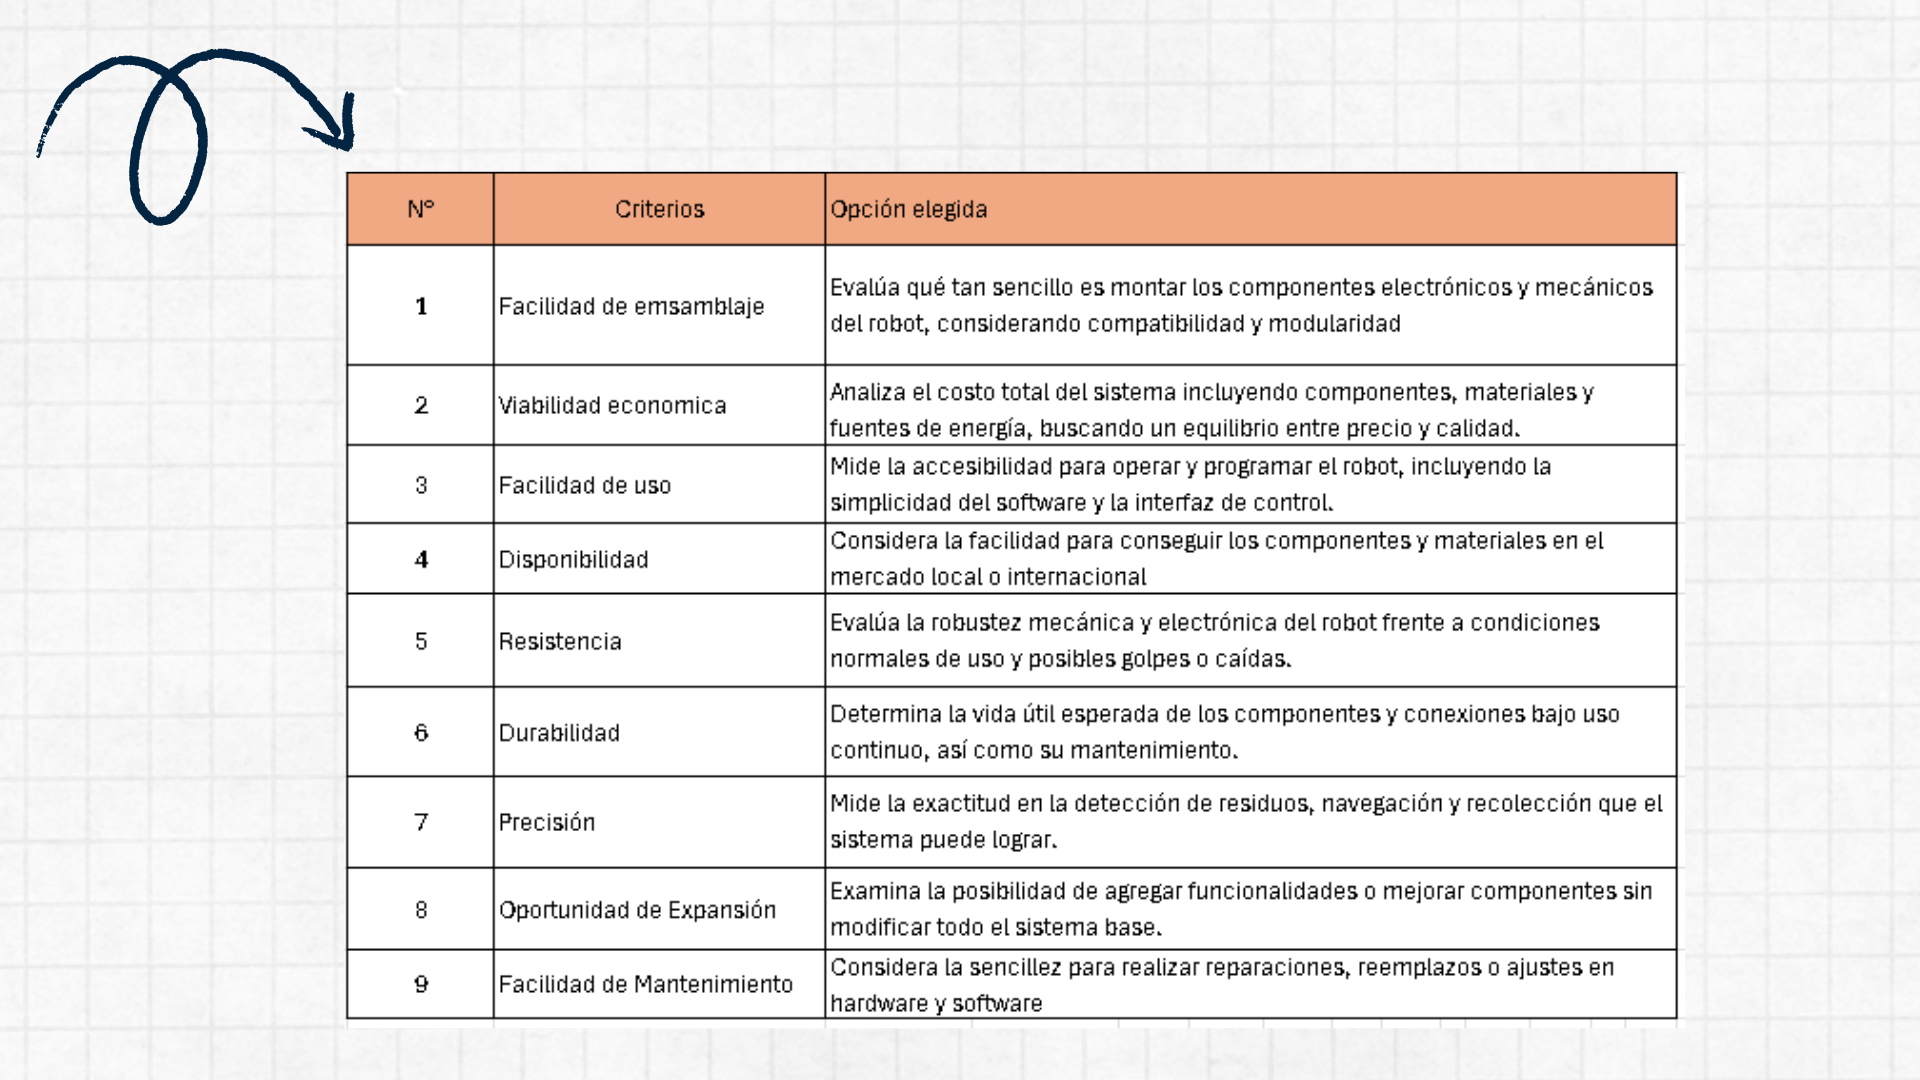 Nº Criterios Opción elegida
1 Facilidad de emsamblaje Evalúa qué tan sencillo es montar los componentes electrónicos y mecánicos
del robot, considerando compatibilidad y modularidad
2 Viabilidad economica Analiza el costo total del sistema incluyendo componentes, materiales y
fuentes de energía, buscando un equilibrio entre precio y calidad.
3 Facilidad de uso Mide la accesibilidad para operar y programar el robot, incluyendo la
simplicidad del software y la interfaz de control.
4 Disponibilidad Considera la facilidad para conseguir los componentes y materiales en el
mercado local o internacional
5 Resistencia Evalúa la robustez mecánica y electrónica del robot frente a condiciones
normales de uso y posibles golpes o caídas.
6 Durabilidad Determina la vida útil esperada de los componentes y conexiones bajo uso
continuo, así como su mantenimiento.
7 Precisión Mide la exactitud en la detección de residuos, navegación y recolección que el
sistema puede lograr.
8 Oportunidad de Expansión Examina la posibilidad de agregar funcionalidades o mejorar componentes sin
modificar todo el sistema base.
9 Facilidad de Mantenimiento Considera la sencillez para realizar reparaciones, reemplazos o ajustes en
hardware y software